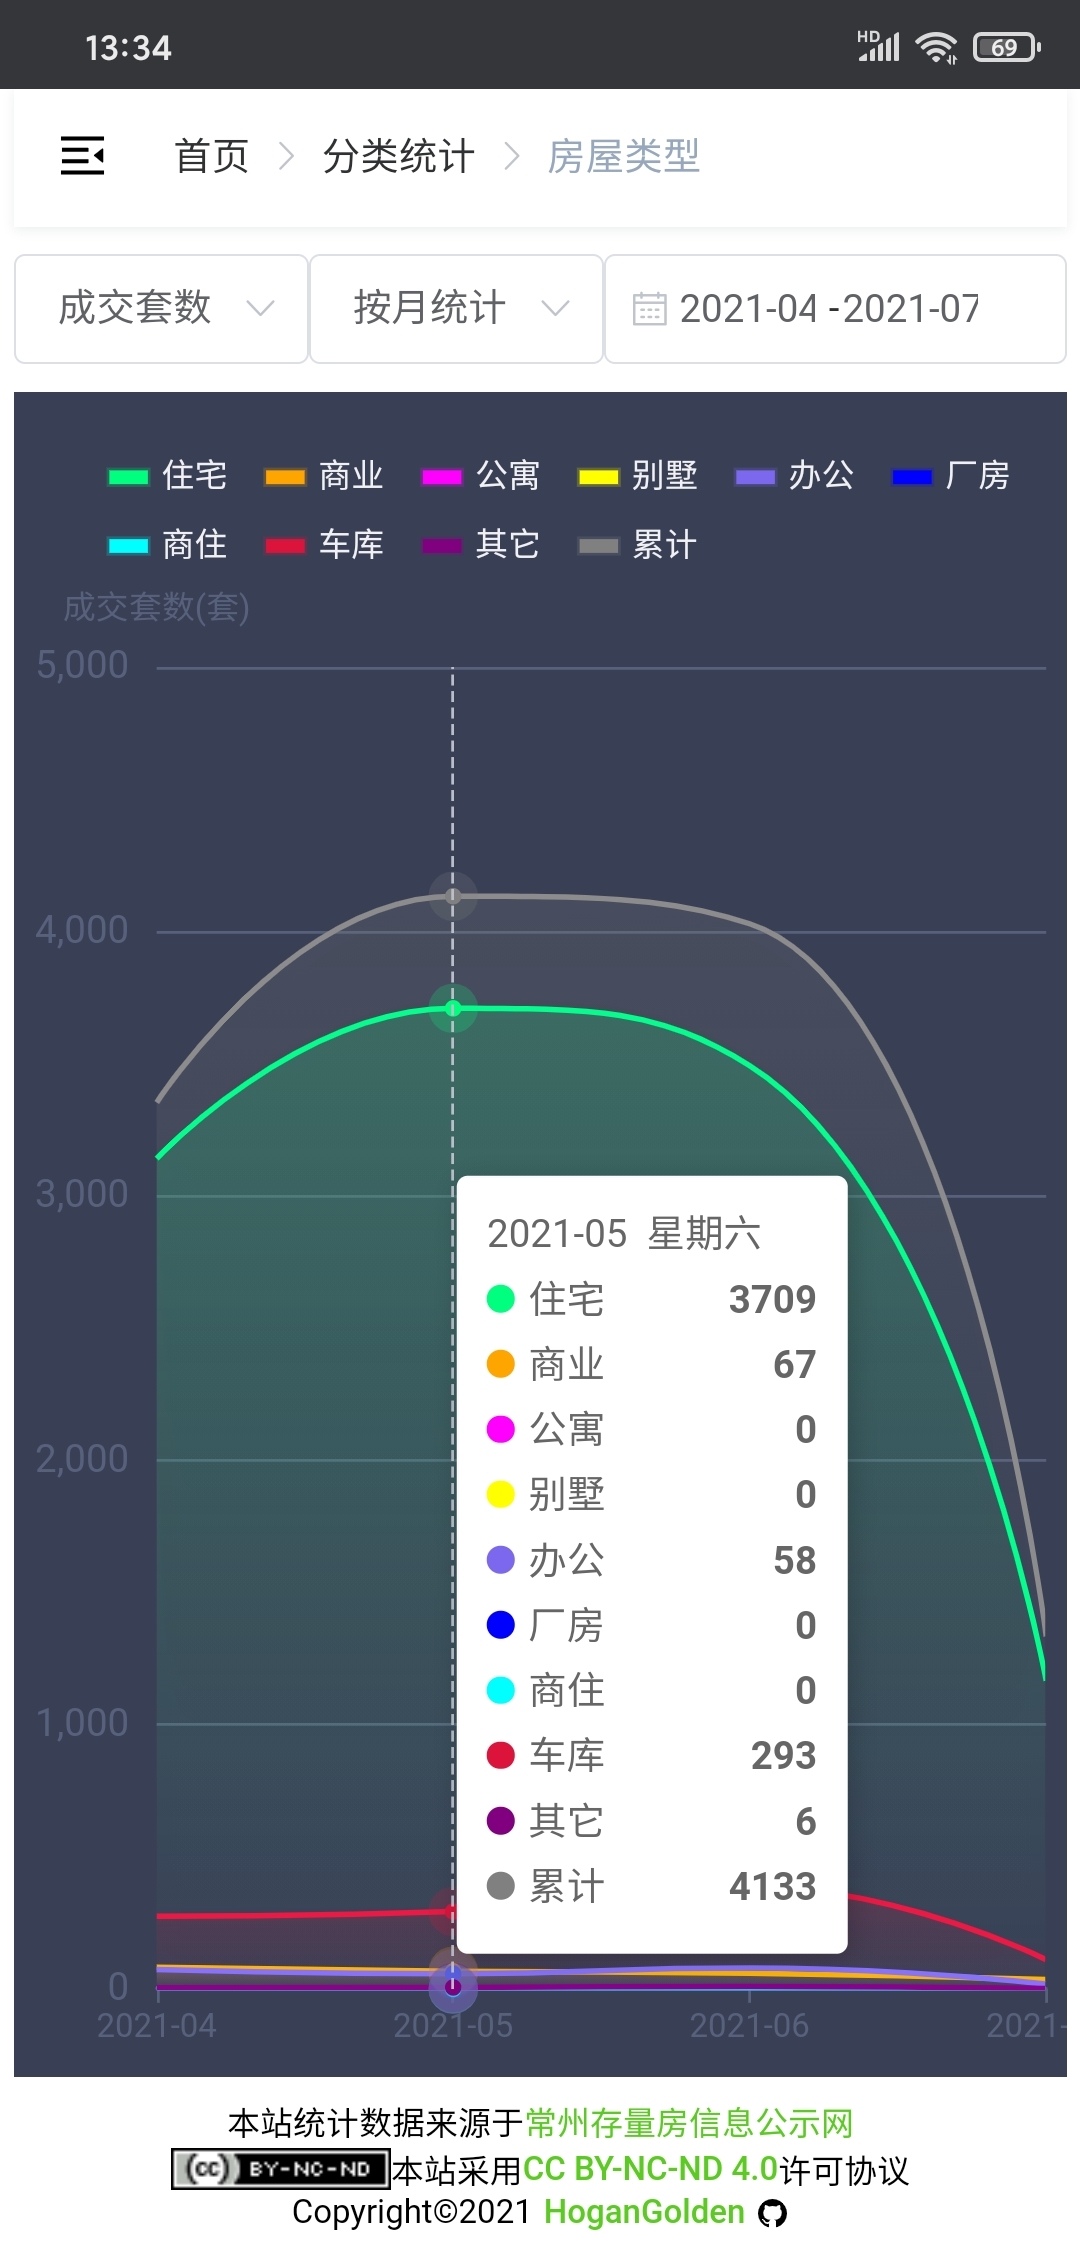 13:34 HD 69
首页 分类统计 房屋类型
成交套数 按月统计 2021-04 - 2021-07
住宅 商业 公寓 别墅 办公 厂房
商住 车库 其它 累计
成交套数(套)
5,000
4,000
3,000
2021-05 星期六
住宅 3709
商业 67
公寓 0
2,000
别墅 0
办公 58
厂房 0
商住 0
1,000
车库 293
其它 6
累计 4133
0
2021-04 2021-05 2021-06 2021-
本站统计数据来源于常州存量房信息公示网
(cc) BY-NC-ND 本站采用CC BY-NC-ND 4.0许可协议
Copyright©2021 HoganGolden